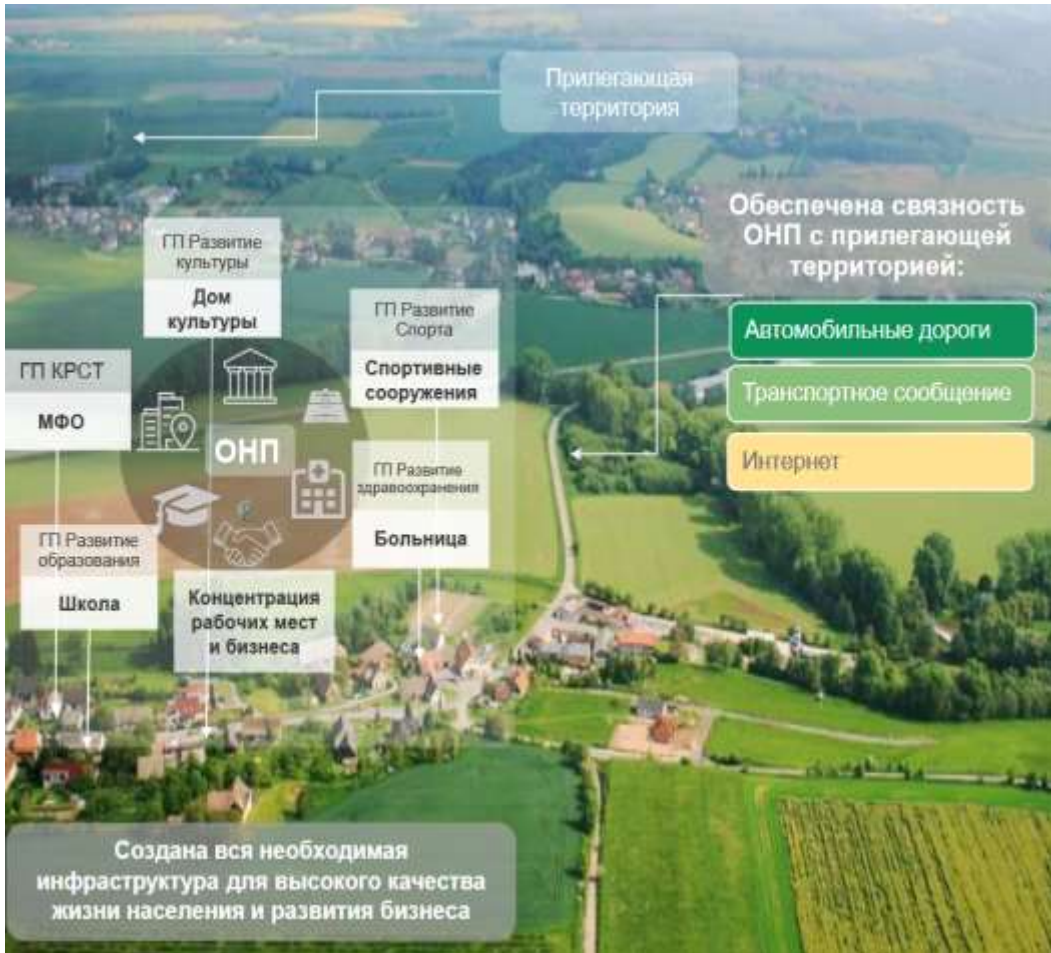 Прилегающая
территория
Обеспечена связность
ОНП с прилегающей
территорией:
Автомобильные дороги
Транспортное сообщение
Интернет
ГП Развитие
культуры
Дом
культуры
ГП Развитие
Спорта
Спортивные
сооружения
ГП КРСТ
МФО
ОНП
ГП Развитие
здравоохранения
Больница
ГП Развитие
образования
Школа
Концентрация
рабочих мест
и бизнеса
Создана вся необходимая
инфраструктура для высокого качества
жизни населения и развития бизнеса